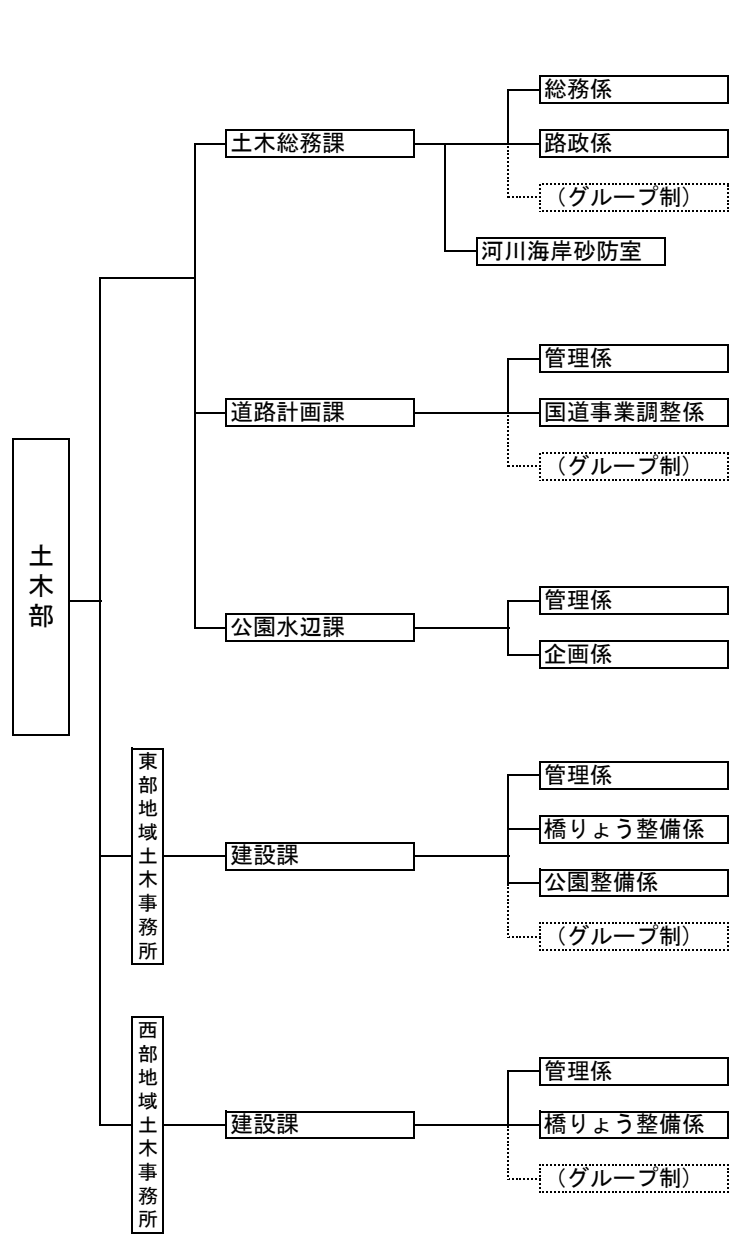 土木部
土木総務課
総務係
路政係
（グループ制）
河川海岸砂防室
道路計画課
管理係
国道事業調整係
（グループ制）
公園水辺課
管理係
企画係
東部地域土木事務所
建設課
管理係
橋りょう整備係
公園整備係
（グループ制）
西部地域土木事務所
建設課
管理係
橋りょう整備係
（グループ制）